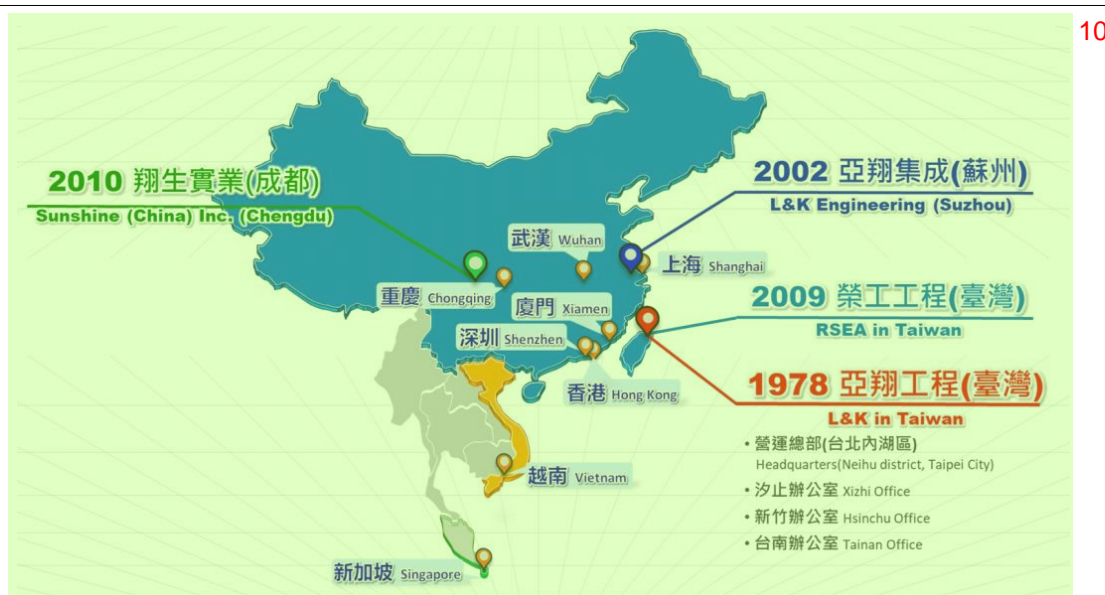 10
2010 翔生實業(成都)
Sunshine (China) Inc. (Chengdu)
2002 亞翔集成(蘇州)
L&K Engineering (Suzhou)
武漢 Wuhan
上海 Shanghai
重慶 Chongqing
廈門 Xiamen
2009 榮工工程(臺灣)
RSEA in Taiwan
深圳 Shenzhen
香港 Hong Kong
1978 亞翔工程(臺灣)
L&K in Taiwan
• 營運總部(台北內湖區)
Headquarters(Neihu district, Taipei City)
• 汐止辦公室 Xizhi Office
• 新竹辦公室 Hsinchu Office
• 台南辦公室 Tainan Office
越南 Vietnam
新加坡 Singapore